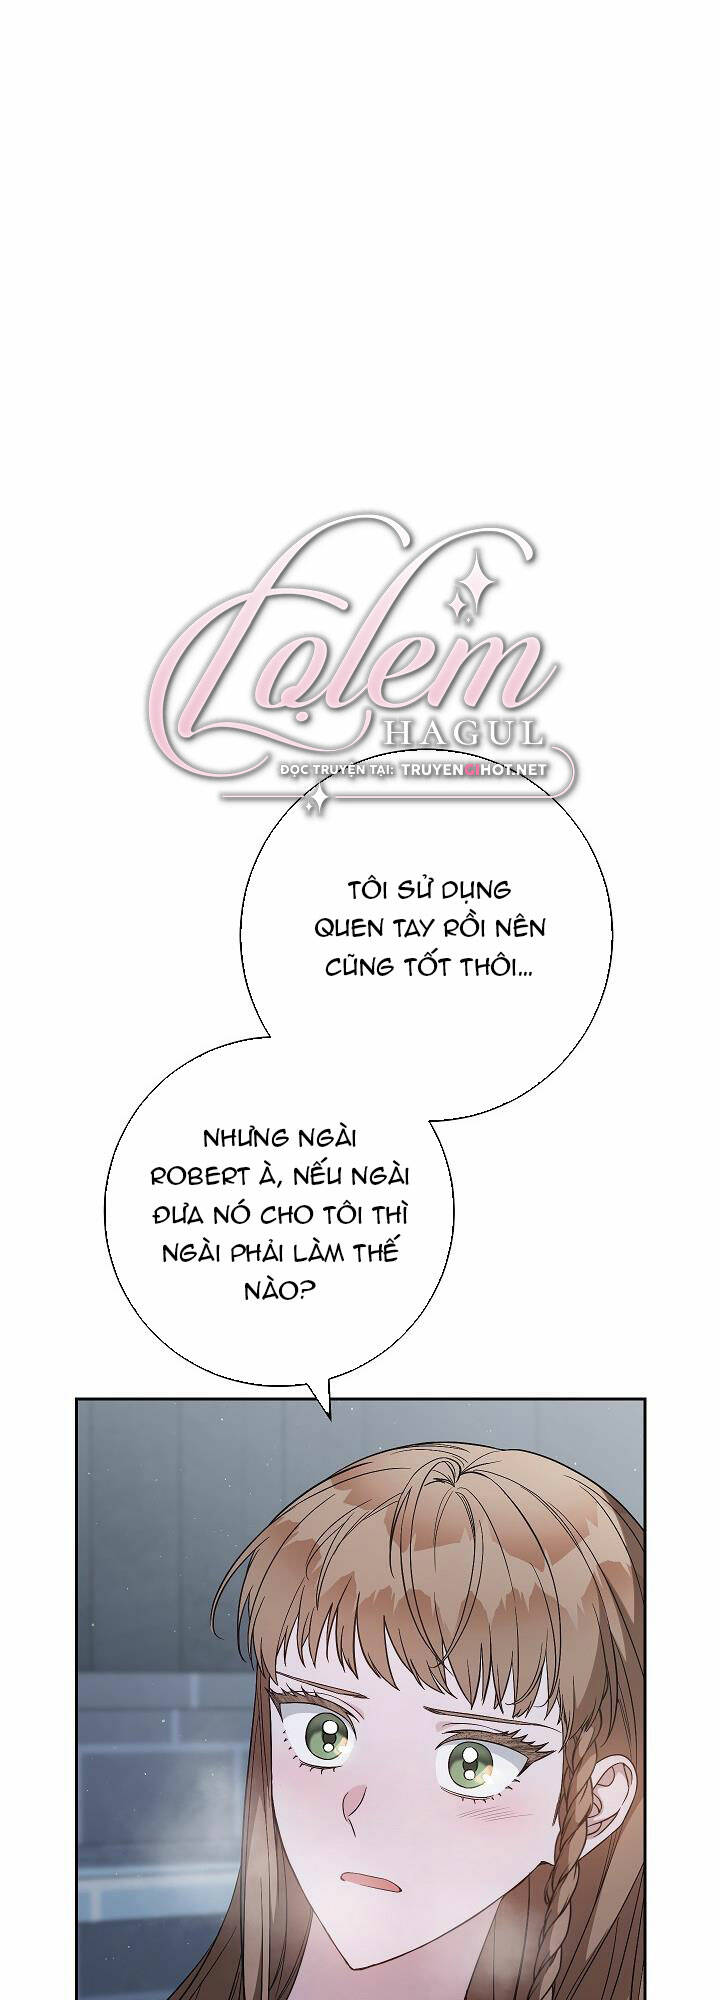 Lọlem
HAGUL
ĐỌC TRUYỆN TẠI: TRUYENGIHOT.NET
TÔI SỬ DỤNG
QUEN TAY RỒI NÊN
CŨNG TỐT THÔI...
NHƯNG NGÀI
ROBERT À, NẾU NGÀI
ĐƯA NÓ CHO TÔI THÌ
NGÀI PHẢI LÀM THẾ
NÀO?